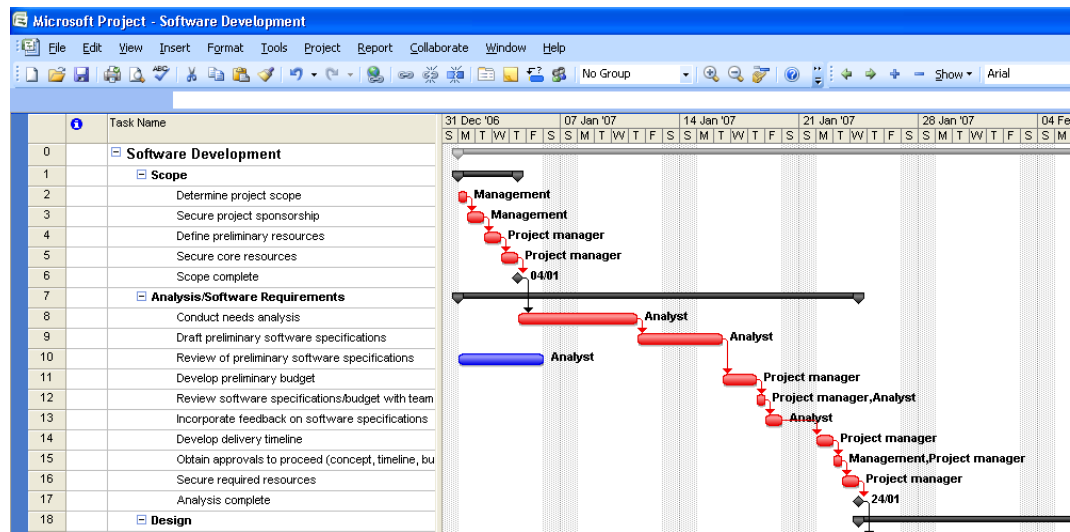 Microsoft Project - Software Development
File Edit View Insert Format Tools Project Report Collaborate Window Help
ABC No Group Show Arial
Task Name 31 Dec '06 07 Jan '07 14 Jan '07 21 Jan '07 28 Jan '07 04 Fe
S M T W T F S S M T W T F S S M T W T F S S M T W T F S S M T W T F S S M
0 Software Development
1 Scope
2 Determine project scope Management
3 Secure project sponsorship Management
4 Define preliminary resources Project manager
5 Secure core resources Project manager
6 Scope complete 04/01
7 Analysis/Software Requirements
8 Conduct needs analysis Analyst
9 Draft preliminary software specifications Analyst
10 Review of preliminary software specifications Analyst
11 Develop preliminary budget Project manager
12 Review software specifications/budget with team Project manager,Analyst
13 Incorporate feedback on software specifications Analyst
14 Develop delivery timeline Project manager
15 Obtain approvals to proceed (concept, timeline, bu Management,Project manager
16 Secure required resources Project manager
17 Analysis complete 24/01
18 Design